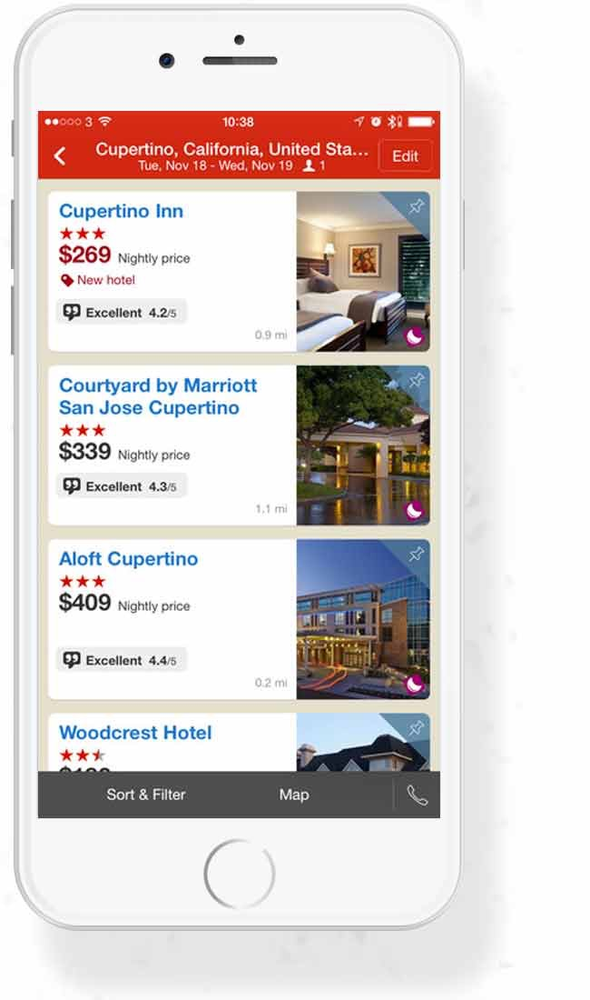 3 10:38
Cupertino, California, United Sta...
Tue, Nov 18 - Wed, Nov 19 1
Edit
Cupertino Inn
$269 Nightly price
New hotel
Excellent 4.2/5
0.9 mi
Courtyard by Marriott
San Jose Cupertino
$339 Nightly price
Excellent 4.3/5
1.1 mi
Aloft Cupertino
$409 Nightly price
Excellent 4.4/5
0.2 mi
Woodcrest Hotel
Sort & Filter Map